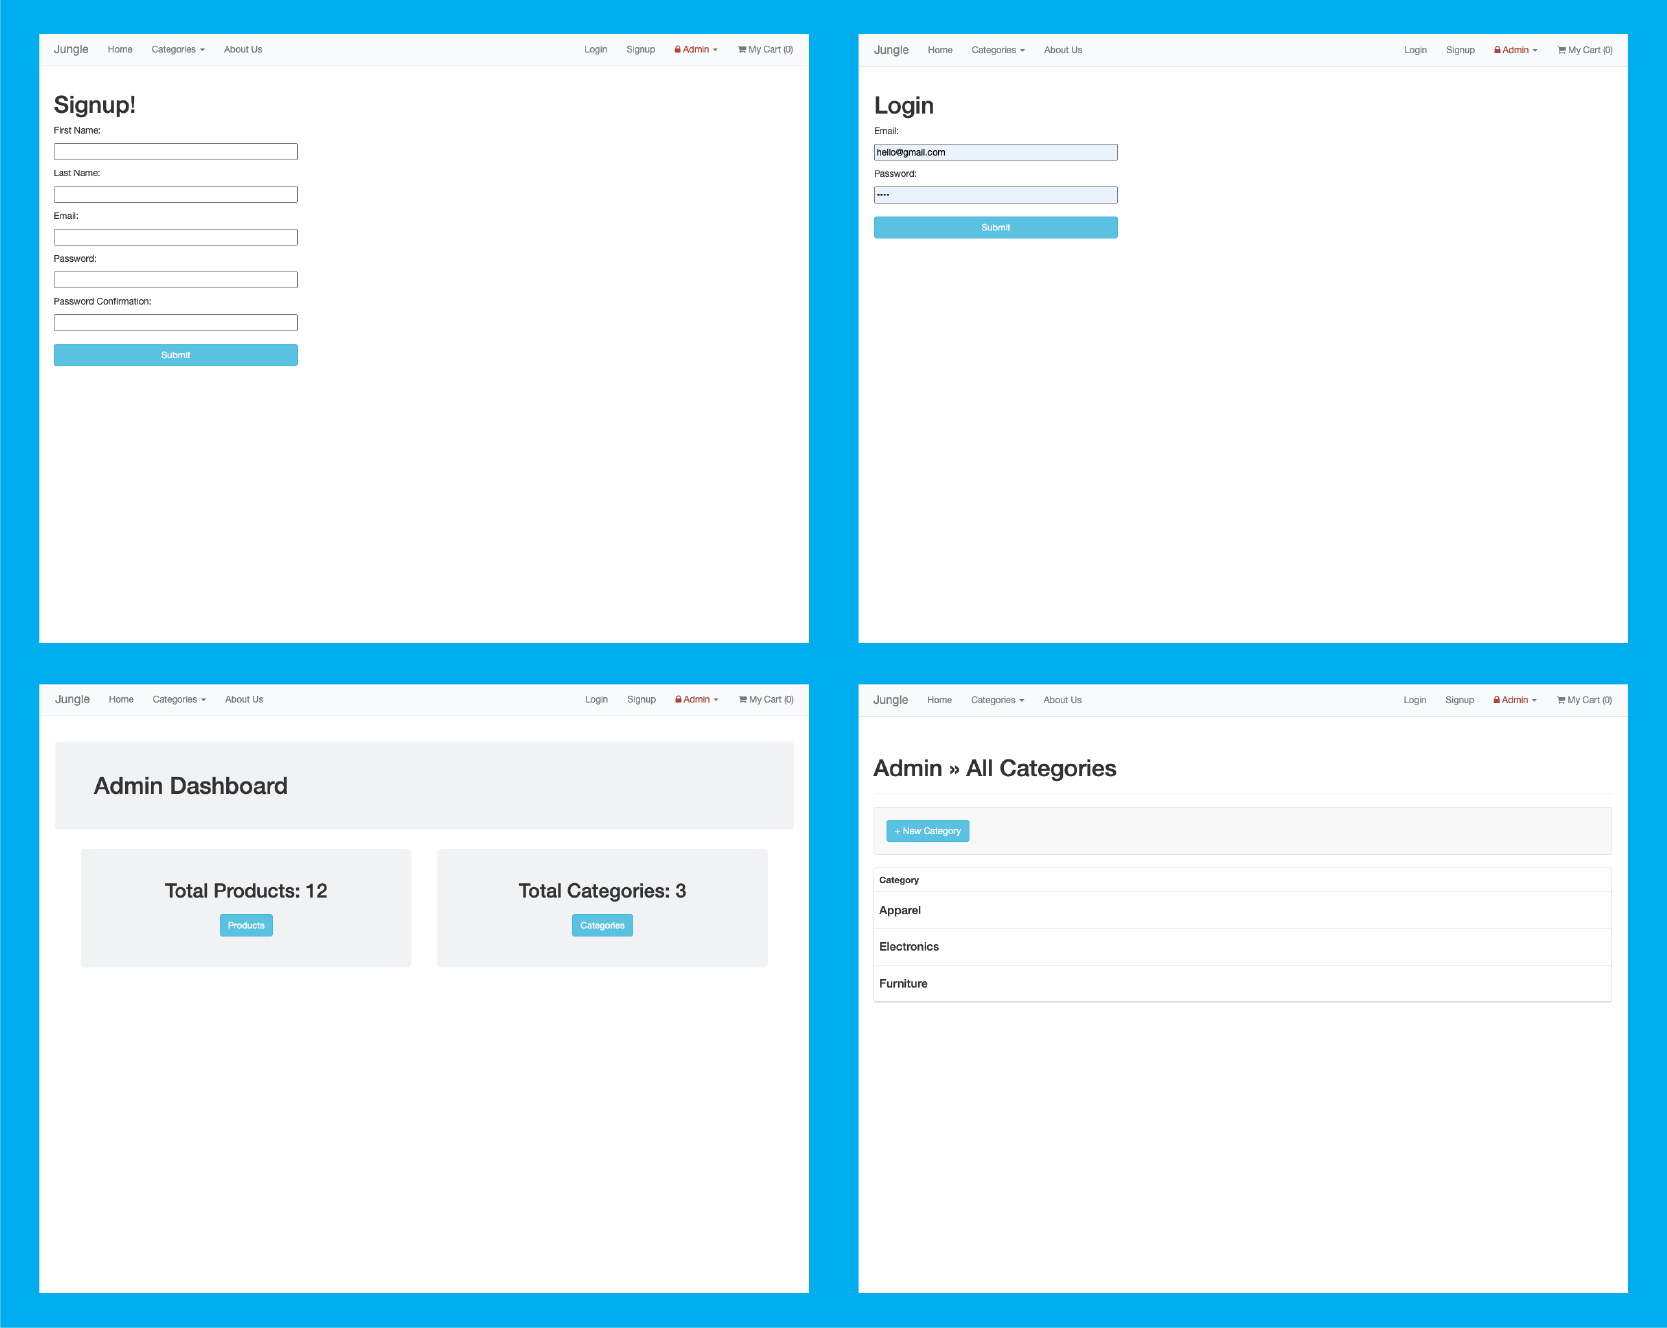 Jungle Home Categories About Us Login Signup Admin My Cart (0)
Signup!
First Name:
Last Name:
Email:
Password:
Password Confirmation:
Submit
Jungle Home Categories About Us Login Signup Admin My Cart (0)
Login
Email:
hello@gmail.com
Password:
••••
Submit
Jungle Home Categories About Us Login Signup Admin My Cart (0)
Admin Dashboard
Total Products: 12
Products
Total Categories: 3
Categories
Jungle Home Categories About Us Login Signup Admin My Cart (0)
Admin » All Categories
+ New Category
Category
Apparel
Electronics
Furniture